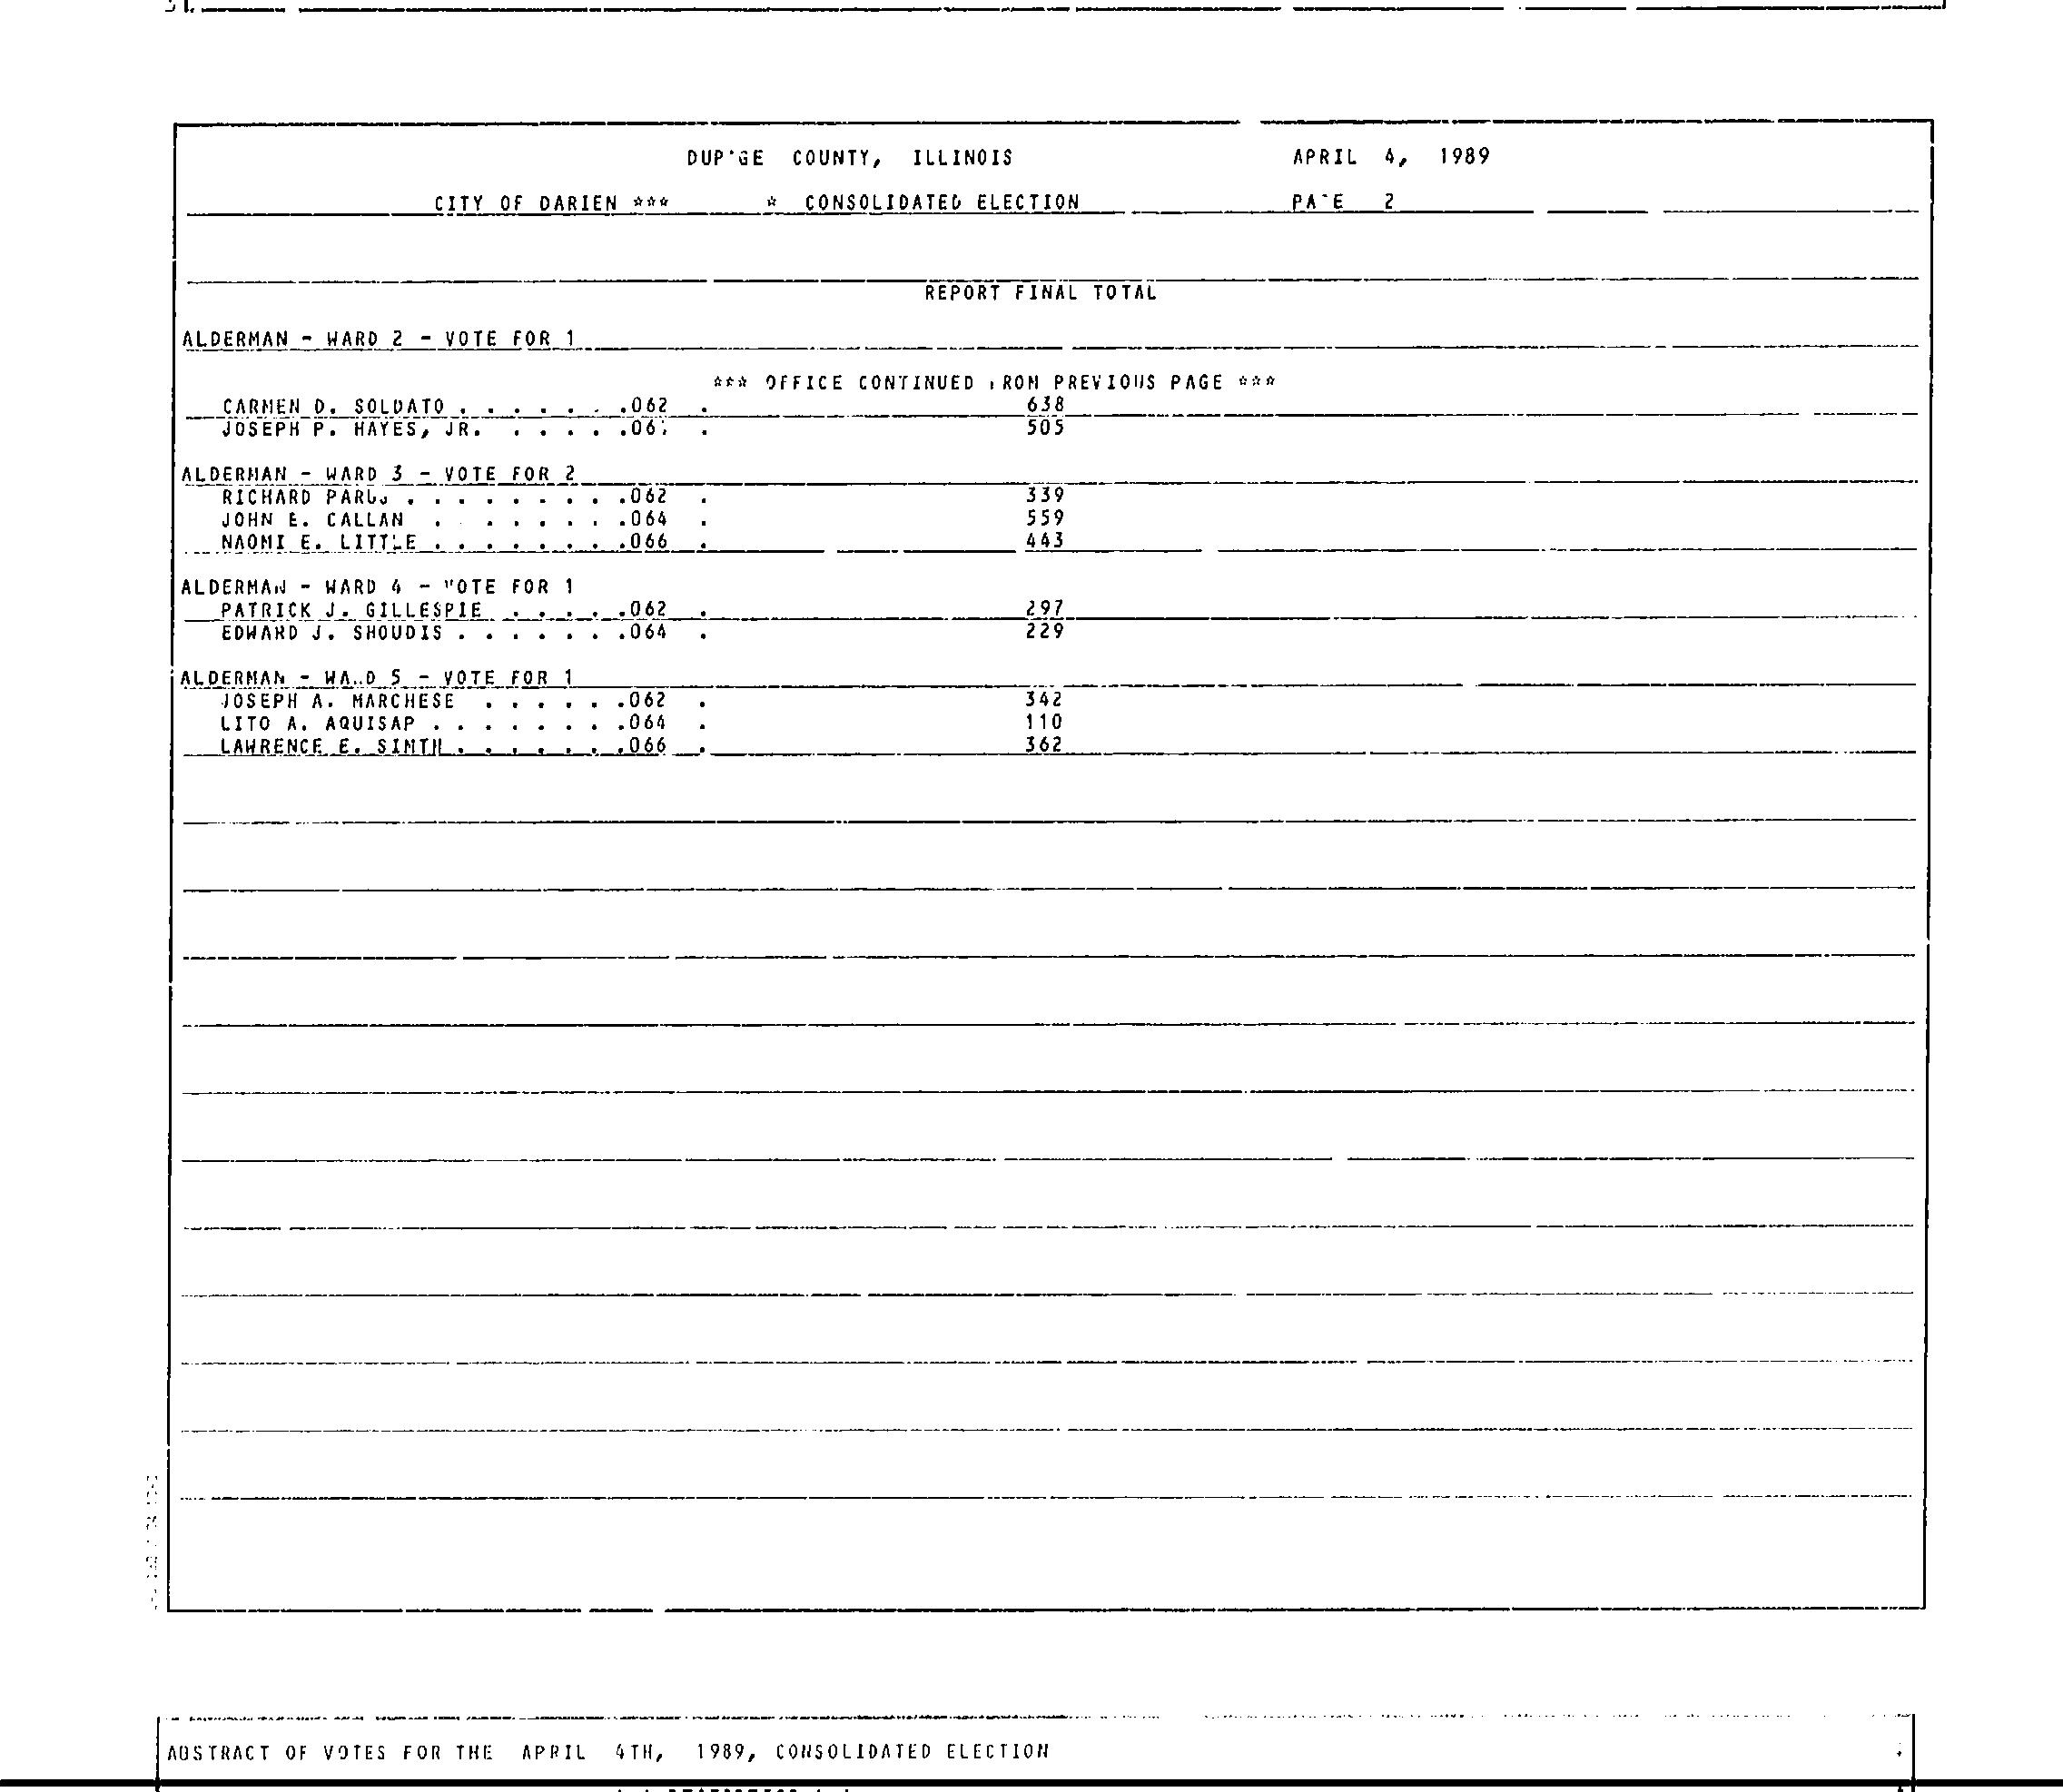 DUP'GE COUNTY, ILLINOIS APRIL 4, 1989
CITY OF DARIEN *** * CONSOLIDATED ELECTION PA E 2
REPORT FINAL TOTAL
ALDERMAN - WARD 2 - VOTE FOR 1
*** OFFICE CONTINUED ROM PREVIOUS PAGE ***
CARMEN D. SOLDATO . . . . . . .062 . 638
JOSEPH P. HAYES, JR. . . . . .06 . 505
ALDERMAN - WARD 3 - VOTE FOR 2
RICHARD . . . . . . . . .062 . 339
JOHN E. CALLAN . . . . . . .064 . 559
NAOMI E. LITTLE . . . . . . . .066 . 443
ALDERMAN - WARD 4 - VOTE FOR 1
PATRICK J. GILLESPIE . . . . .062 . 297
EDWARD J. SHOUDIS . . . . . . .064 . 229
ALDERMAN - WA D 5 - VOTE FOR 1
JOSEPH A. MARCHESE . . . . . .062 . 342
LITO A. AQUISAP . . . . . . . .064 . 110
LAWRENCE E. SIMTH . . . . . . .066 . 362
ABSTRACT OF VOTES FOR THE APRIL 4TH, 1989, CONSOLIDATED ELECTION